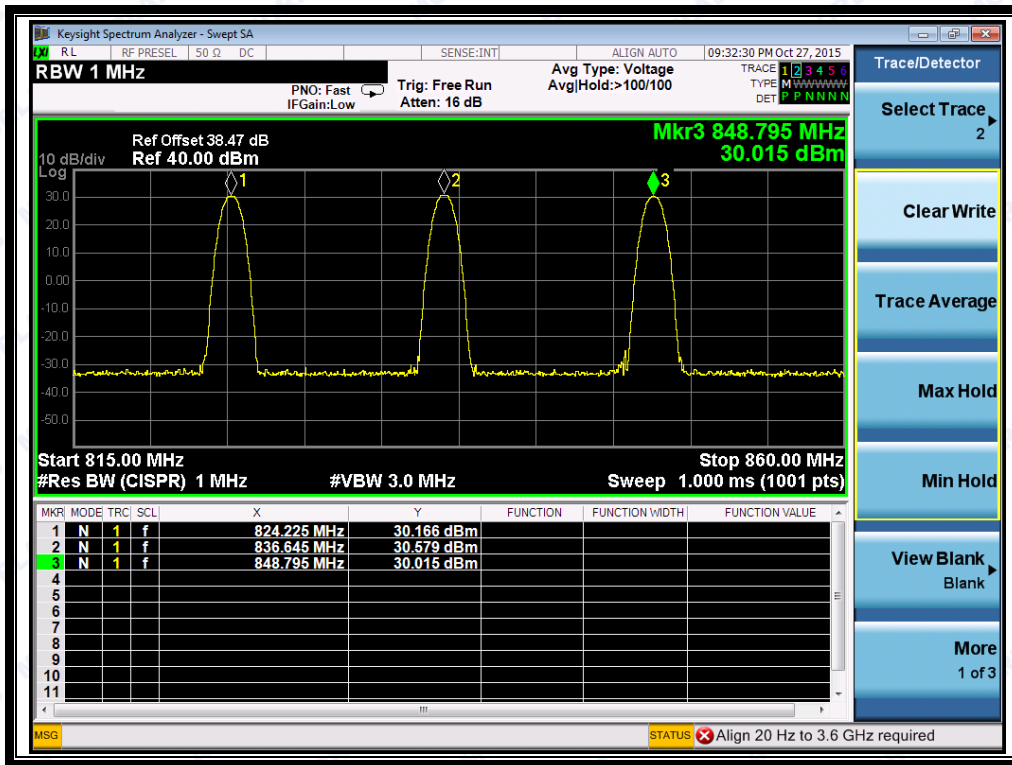 Keysight Spectrum Analyzer - Swept SA
LXI RL RF PRESEL 50 Ω DC SENSE:INT ALIGN AUTO 09:32:30 PM Oct 27, 2015
RBW 1 MHz
PNO: Fast
IFGain:Low
Trig: Free Run
Atten: 16 dB
Avg Type: Voltage
Avg|Hold:>100/100
TRACE 1 2 3 4 5 6
TYPE M W W W W W
DET P P N N N N
Ref Offset 38.47 dB
10 dB/div Ref 40.00 dBm
Log
Mkr3 848.795 MHz
30.015 dBm
1 2 3
30.0
20.0
10.0
0.00
-10.0
-20.0
-30.0
-40.0
-50.0
Start 815.00 MHz Stop 860.00 MHz
#Res BW (CISPR) 1 MHz #VBW 3.0 MHz Sweep 1.000 ms (1001 pts)
MKR MODE TRC SCL X Y FUNCTION FUNCTION WIDTH FUNCTION VALUE
1 N 1 f 824.225 MHz 30.166 dBm
2 N 1 f 836.645 MHz 30.579 dBm
3 N 1 f 848.795 MHz 30.015 dBm
4
5
6
7
8
9
10
11
MSG STATUS Align 20 Hz to 3.6 GHz required
Trace/Detector
Select Trace
2
Clear Write
Trace Average
Max Hold
Min Hold
View Blank
Blank
More
1 of 3